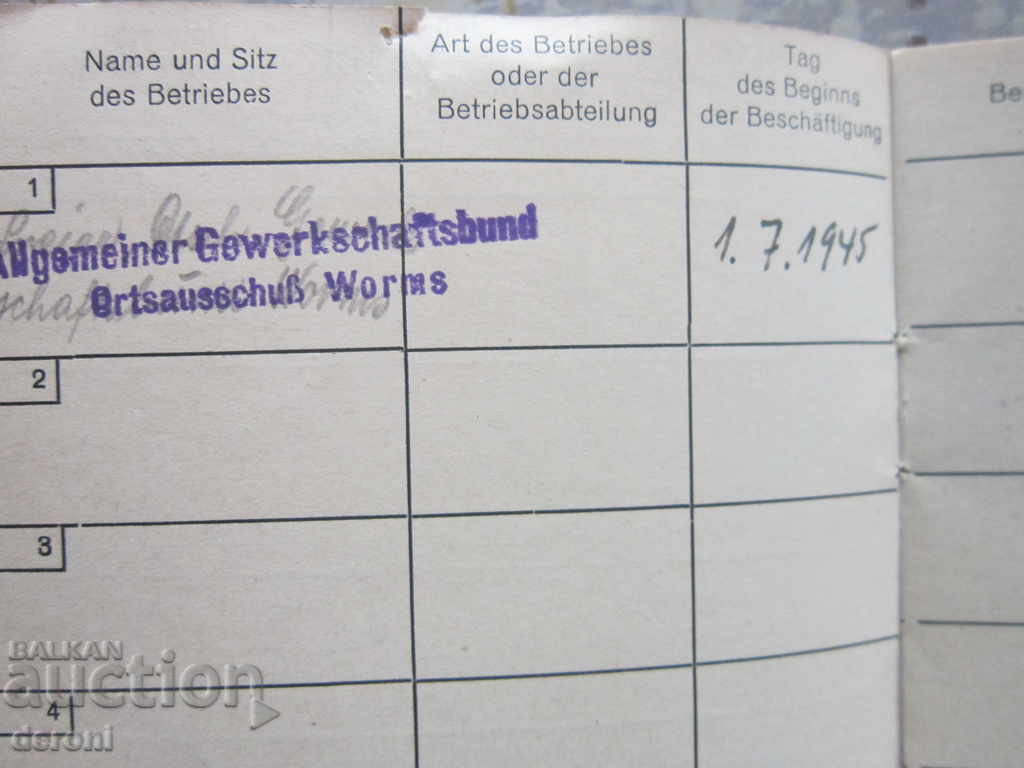 Name und Sitz
des Betriebes
Art des Betriebes
oder der
Betriebsabteilung
Tag
des Beginns
der Beschäftigung
Be
1
Allgemeiner Gewerkschaftsbund
Ortsausschuß Worms
Worms
1.7.1945
2
3
4
BALKAN
auction
deroni